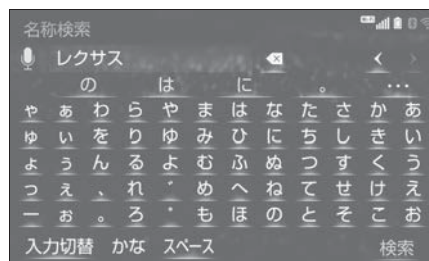 名称検索
レクサス
の は に 。 …
ゃ ぁ わ ら や ま は な た さ か あ
ゅ ぃ を り ゆ み ひ に ち し き い
ょ ぅ ん る よ む ふ ぬ つ す く う
っ ぇ 、 れ ゛ め へ ね て せ け え
ー ぉ 。 ろ ゜ も ほ の と そ こ お
入力切替 かな スペース 検索